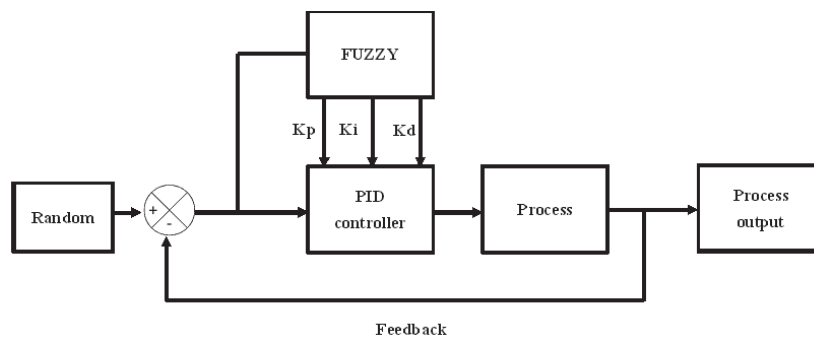 FUZZY
Kp
Ki
Kd
Random
+
-
PID
controller
Process
Process
output
Feedback